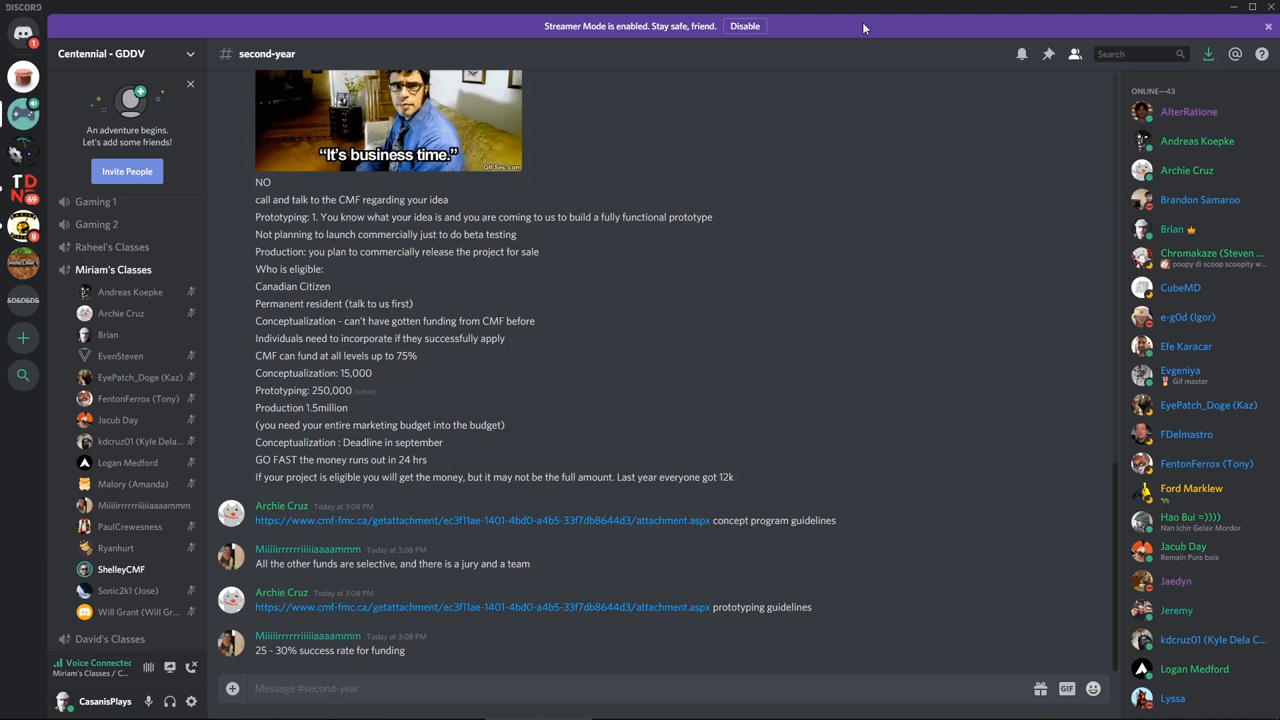 DISCORD
Streamer Mode is enabled. Stay safe, friend.
Disable
1
69
8
&D&D&D&
Centennial - GDDV
An adventure begins.
Let's add some friends!
Invite People
Gaming 1
Gaming 2
Raheel's Classes
Miriam's Classes
Andreas Koepke
Archie Cruz
Brian
EvenSteven
EyePatch_Doge (Kaz)
FentonFerrox (Tony)
Jacub Day
kdcruz01 (Kyle Dela...
Logan Medford
Malory (Amanda)
Miiiiirrrrrriiiiiaaaammm
PaulCrewesness
Ryanhurt
ShelleyCMF
Sonic2k1 (Jose)
Will Grant (Will Gr...
David's Classes
Voice Connected
Miriam's Classes / C...
CasanisPlays
# second-year
Search
"It's business time."
GIFSec.com
NO
call and talk to the CMF regarding your idea
Prototyping: 1. You know what your idea is and you are coming to us to build a fully functional prototype
Not planning to launch commercially just to do beta testing
Production: you plan to commercially release the project for sale
Who is eligible:
Canadian Citizen
Permanent resident (talk to us first)
Conceptualization - can't have gotten funding from CMF before
Individuals need to incorporate if they successfully apply
CMF can fund at all levels up to 75%
Conceptualization: 15,000
Prototyping: 250,000 (edited)
Production 1.5million
(you need your entire marketing budget into the budget)
Conceptualization : Deadline in september
GO FAST the money runs out in 24 hrs
If your project is eligible you will get the money, but it may not be the full amount. Last year everyone got 12k
Archie Cruz Today at 3:08 PM
https://www.cmf-fmc.ca/getattachment/ec3f11ae-1401-4bd0-a4b5-33f7db8644d3/attachment.aspx concept program guidelines
Miiiiirrrrrriiiiiaaaammm Today at 3:08 PM
All the other funds are selective, and there is a jury and a team
Archie Cruz Today at 3:08 PM
https://www.cmf-fmc.ca/getattachment/ec3f11ae-1401-4bd0-a4b5-33f7db8644d3/attachment.aspx prototyping guidelines
Miiiiirrrrrriiiiiaaaammm Today at 3:08 PM
25 - 30% success rate for funding
Message #second-year
GIF
ONLINE—43
AlterRatione
Andreas Koepke
Archie Cruz
Brandon Samaroo
Brian
Chromakaze (Steven ...
poopy di scoop scoopity w...
CubeMD
e-g0d (Igor)
Efe Karacar
Evgeniya
Gif master
EyePatch_Doge (Kaz)
FDelmastro
FentonFerrox (Tony)
Ford Marklew
Hao Bui =))))
Nan Ichir Gelair Mordor
Jacub Day
Remain Pure bois
Jaedyn
Jeremy
kdcruz01 (Kyle Dela C...
Logan Medford
Lyssa